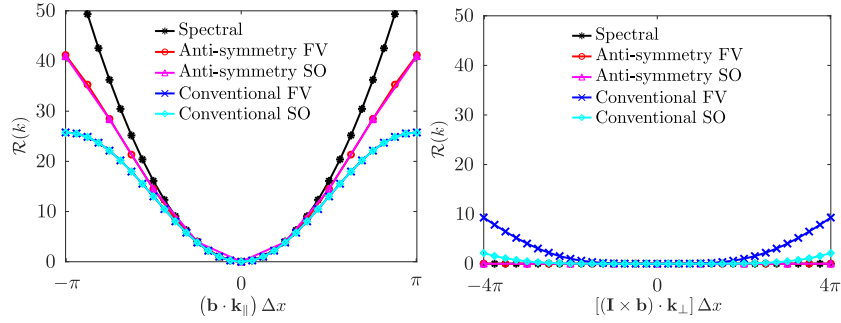 50
40
30
20
10
0
R(k)
Spectral
Anti-symmetry FV
Anti-symmetry SO
Conventional FV
Conventional SO
−π 0 π
(b · k∥) Δx
50
40
30
20
10
0
R(k)
Spectral
Anti-symmetry FV
Anti-symmetry SO
Conventional FV
Conventional SO
−4π 0 4π
[(I × b) · k⊥] Δx